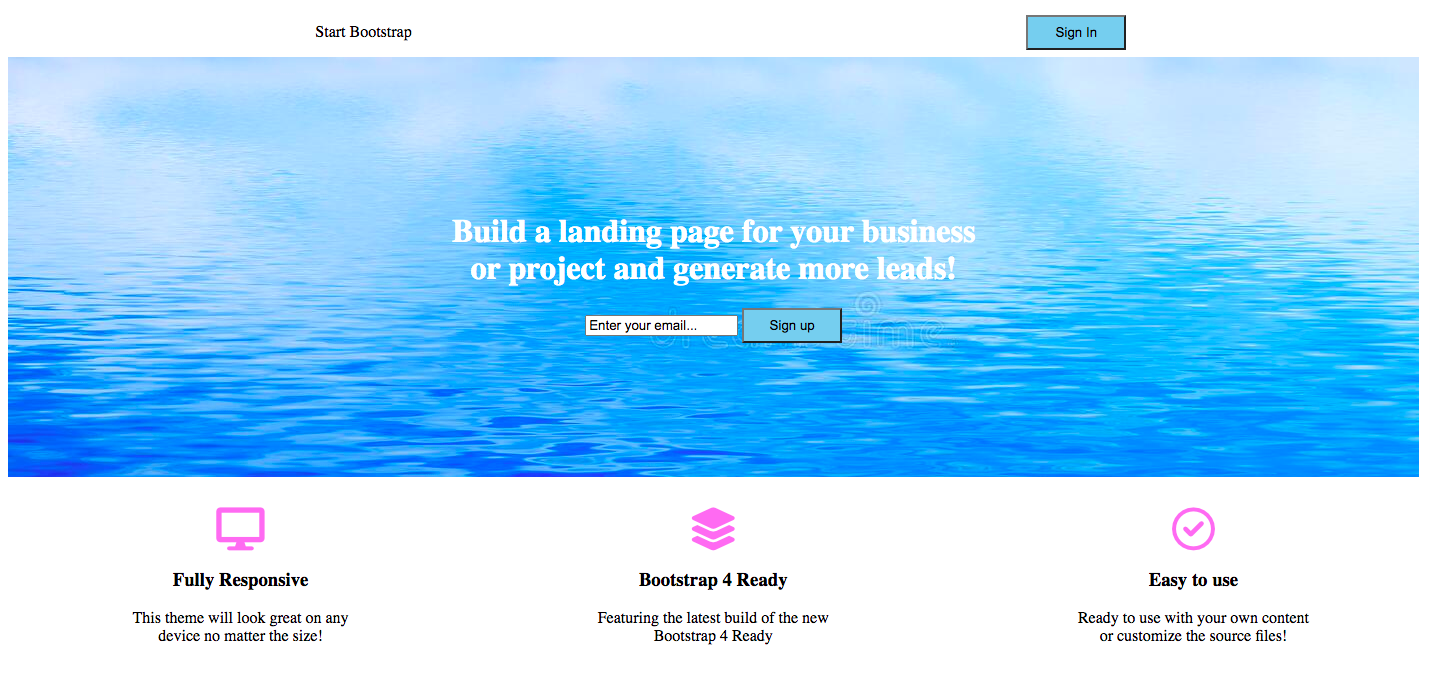 Start Bootstrap
Sign In
Build a landing page for your business
or project and generate more leads!
Enter your email...
Sign up
Fully Responsive
This theme will look great on any
device no matter the size!
Bootstrap 4 Ready
Featuring the latest build of the new
Bootstrap 4 Ready
Easy to use
Ready to use with your own content
or customize the source files!